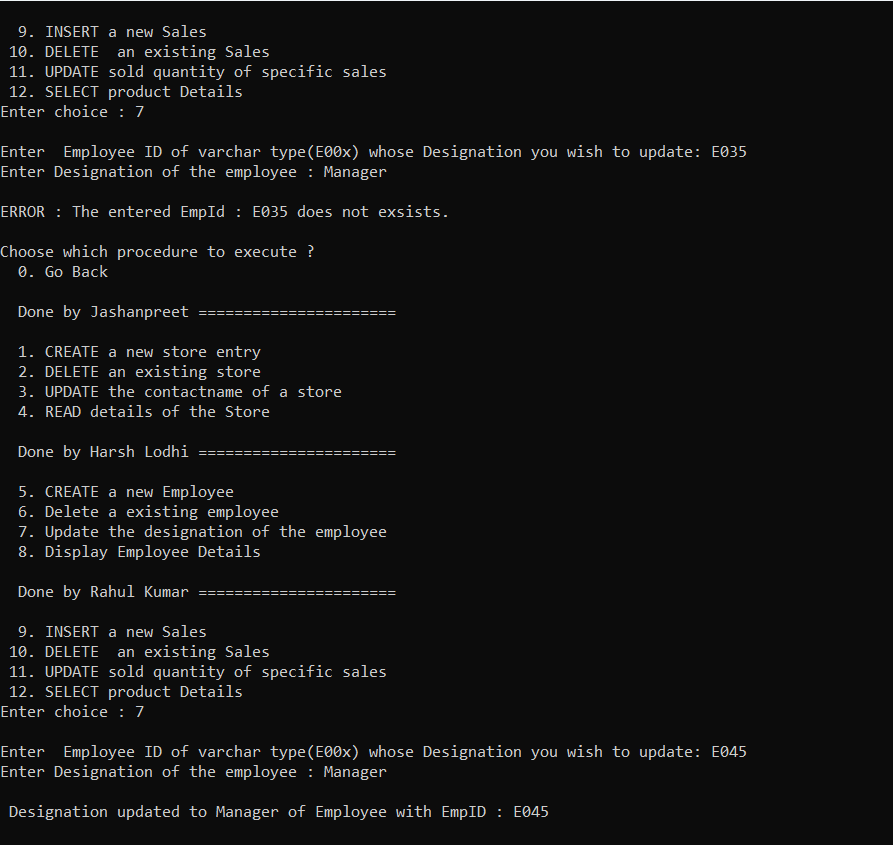 9. INSERT a new Sales
10. DELETE  an existing Sales
11. UPDATE sold quantity of specific sales
12. SELECT product Details
Enter choice : 7
Enter  Employee ID of varchar type(E00x) whose Designation you wish to update: E035
Enter Designation of the employee : Manager
ERROR : The entered EmpId : E035 does not exsists.
Choose which procedure to execute ?
0. Go Back
Done by Jashanpreet ======================
1. CREATE a new store entry
2. DELETE an existing store
3. UPDATE the contactname of a store
4. READ details of the Store
Done by Harsh Lodhi ======================
5. CREATE a new Employee
6. Delete a existing employee
7. Update the designation of the employee
8. Display Employee Details
Done by Rahul Kumar ======================
9. INSERT a new Sales
10. DELETE  an existing Sales
11. UPDATE sold quantity of specific sales
12. SELECT product Details
Enter choice : 7
Enter  Employee ID of varchar type(E00x) whose Designation you wish to update: E045
Enter Designation of the employee : Manager
Designation updated to Manager of Employee with EmpID : E045